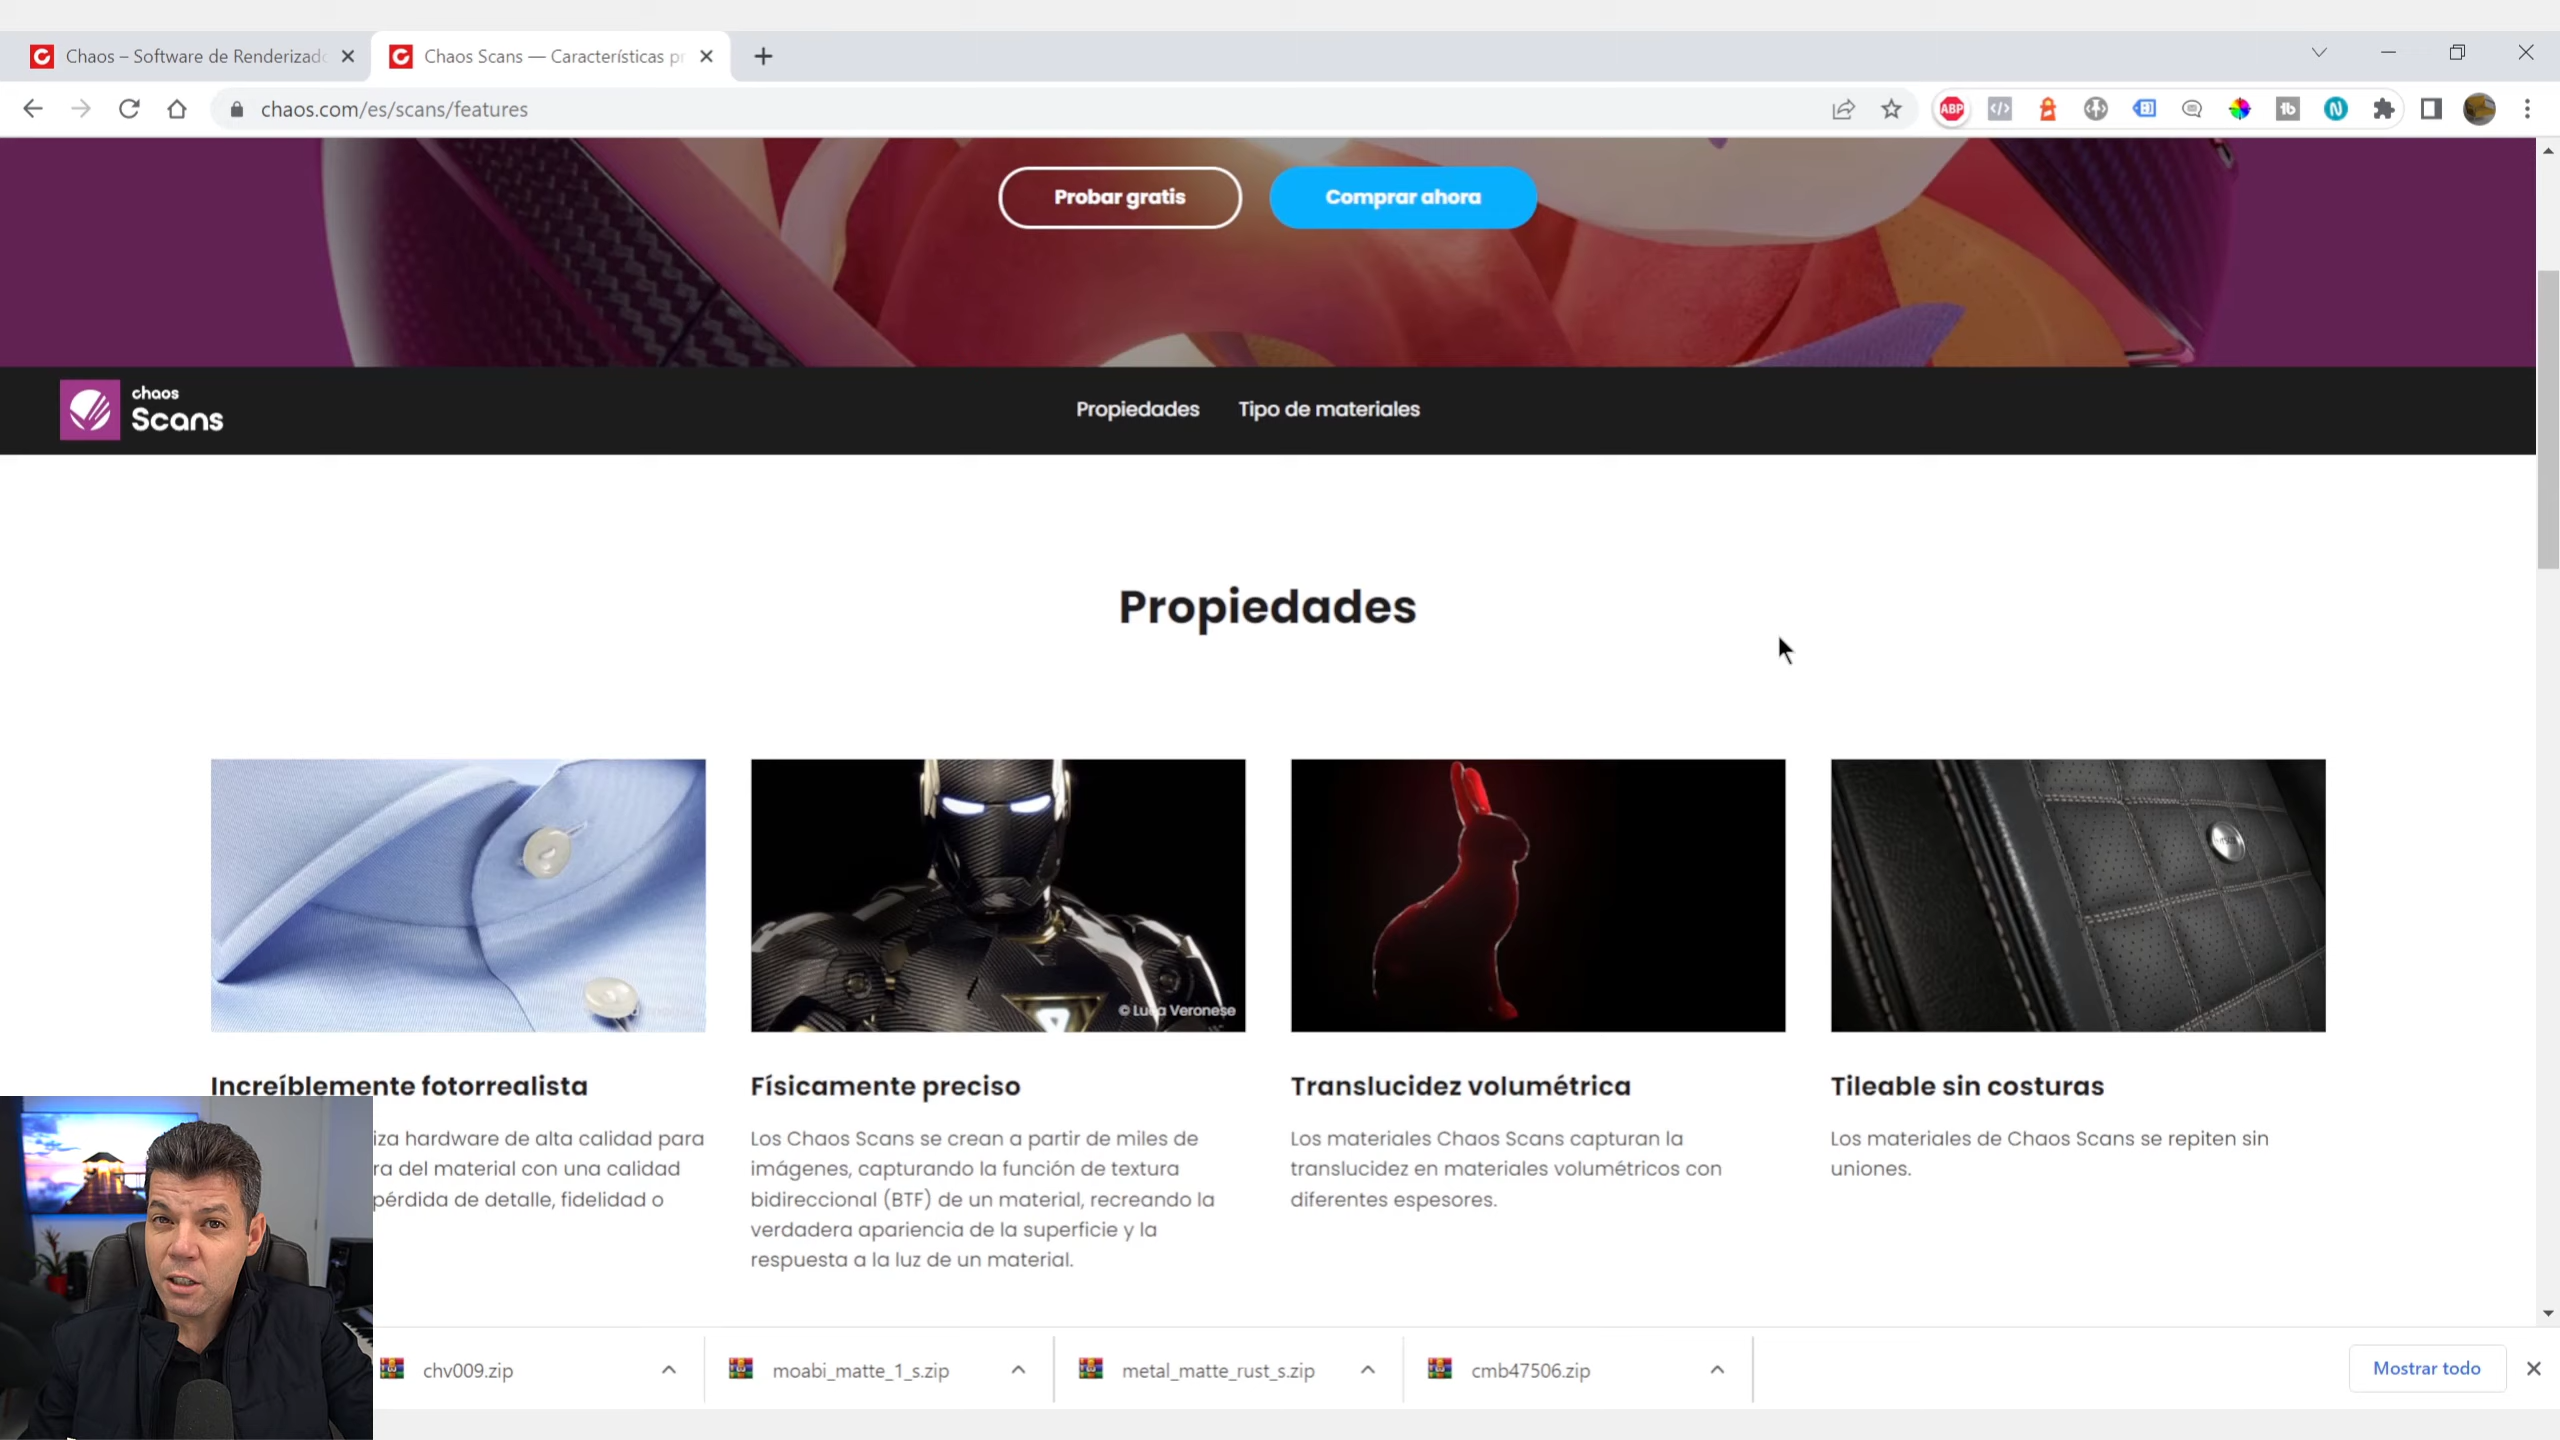 Chaos – Software de Renderizado
Chaos Scans — Características pr
chaos.com/es/scans/features
ABP
Probar gratis
Comprar ahora
chaos
Scans
Propiedades
Tipo de materiales
Propiedades
© Luca Veronese
Increíblemente fotorrealista
iza hardware de alta calidad para
ra del material con una calidad
pérdida de detalle, fidelidad o
Físicamente preciso
Los Chaos Scans se crean a partir de miles de
imágenes, capturando la función de textura
bidireccional (BTF) de un material, recreando la
verdadera apariencia de la superficie y la
respuesta a la luz de un material.
Translucidez volumétrica
Los materiales Chaos Scans capturan la
translucidez en materiales volumétricos con
diferentes espesores.
Tileable sin costuras
Los materiales de Chaos Scans se repiten sin
uniones.
chv009.zip
moabi_matte_1_s.zip
metal_matte_rust_s.zip
cmb47506.zip
Mostrar todo